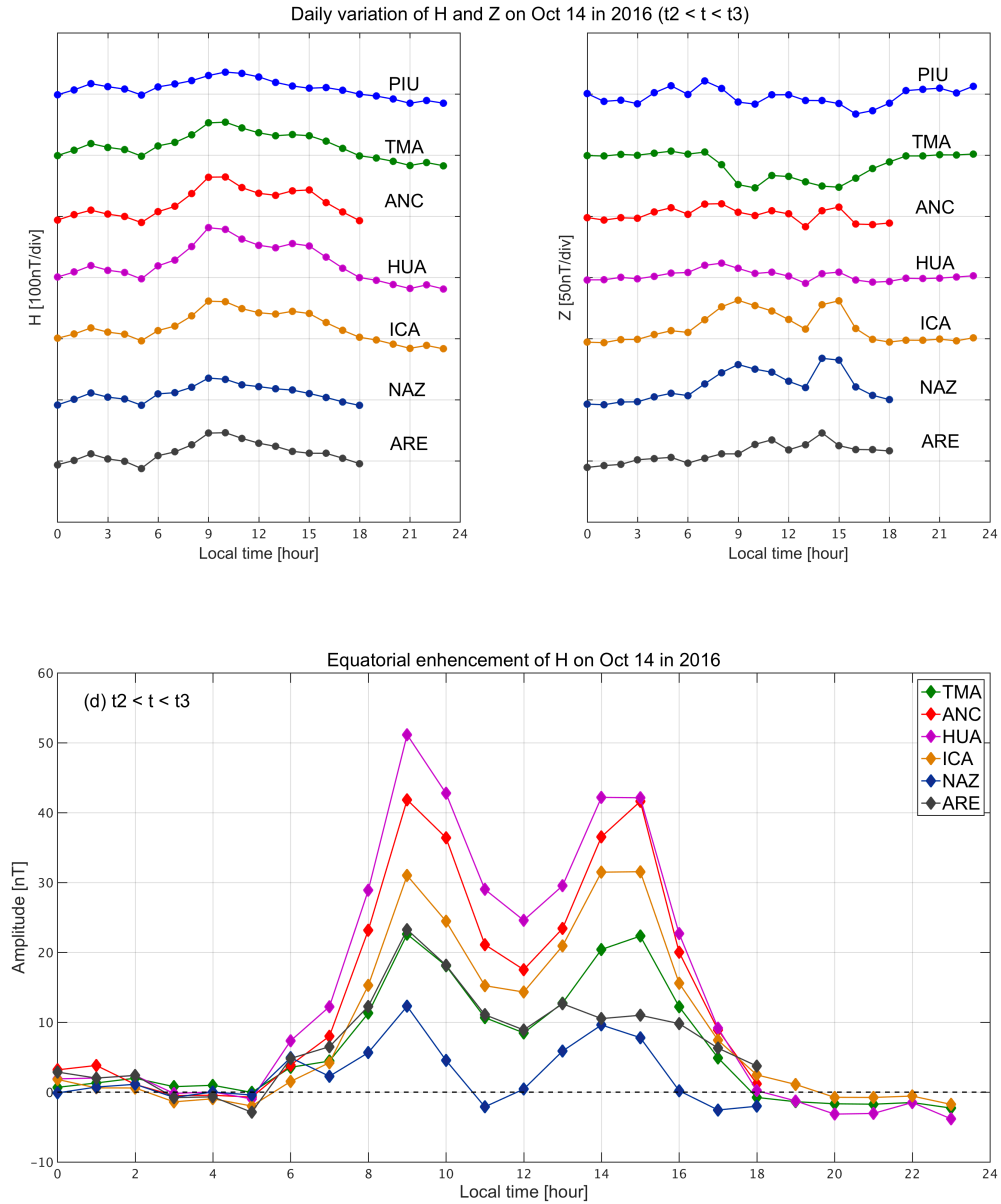 Daily variation of H and Z on Oct 14 in 2016 (t2 < t < t3)
H [100nT/div]
PIU
TMA
ANC
HUA
ICA
NAZ
ARE
0 3 6 9 12 15 18 21 24
Local time [hour]
Z [50nT/div]
PIU
TMA
ANC
HUA
ICA
NAZ
ARE
0 3 6 9 12 15 18 21 24
Local time [hour]
Equatorial enhencement of H on Oct 14 in 2016
(d) t2 < t < t3
TMA
ANC
HUA
ICA
NAZ
ARE
Amplitude [nT]
60
50
40
30
20
10
0
-10
0 2 4 6 8 10 12 14 16 18 20 22 24
Local time [hour]